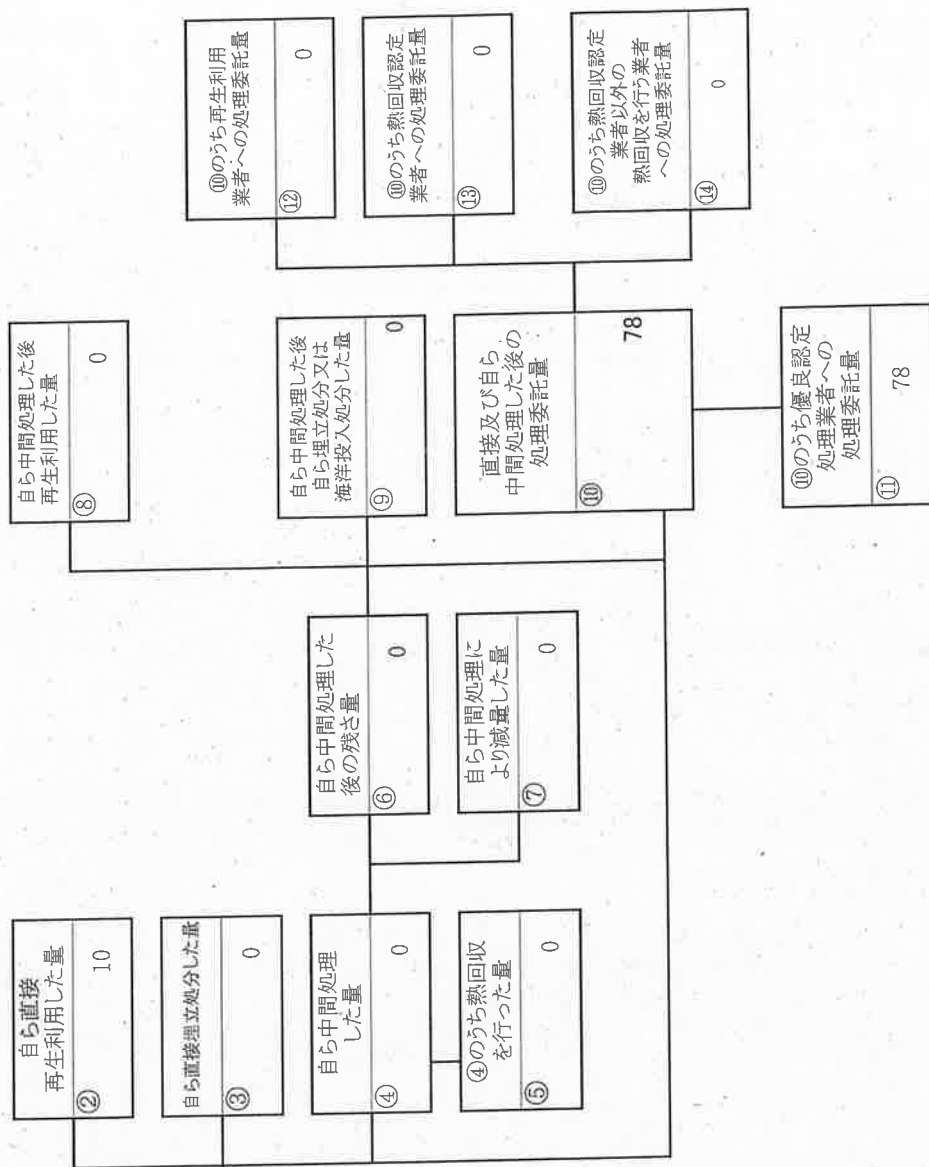 自ら直接
再生利用した量
② 10
自ら直接埋立処分した量
③ 0
自ら中間処理
した量
④ 0
④のうち熱回収
を行った量
⑤ 0
自ら中間処理した
後の残さ量
⑥ 0
自ら中間処理に
より減量した量
⑦ 0
自ら中間処理した後
再生利用した量
⑧ 0
自ら中間処理した後
自ら埋立処分又は
海洋投入処分した量
⑨ 0
直接及び自ら
中間処理した後の
処理委託量
⑩ 78
⑩のうち優良認定
処理業者への
処理委託量
⑪ 78
⑩のうち再生利用
業者への処理委託量
⑫ 0
⑩のうち熱回収認定
業者への処理委託量
⑬ 0
⑩のうち熱回収認定
業者以外の
熱回収を行う業者
への処理委託量
⑭ 0